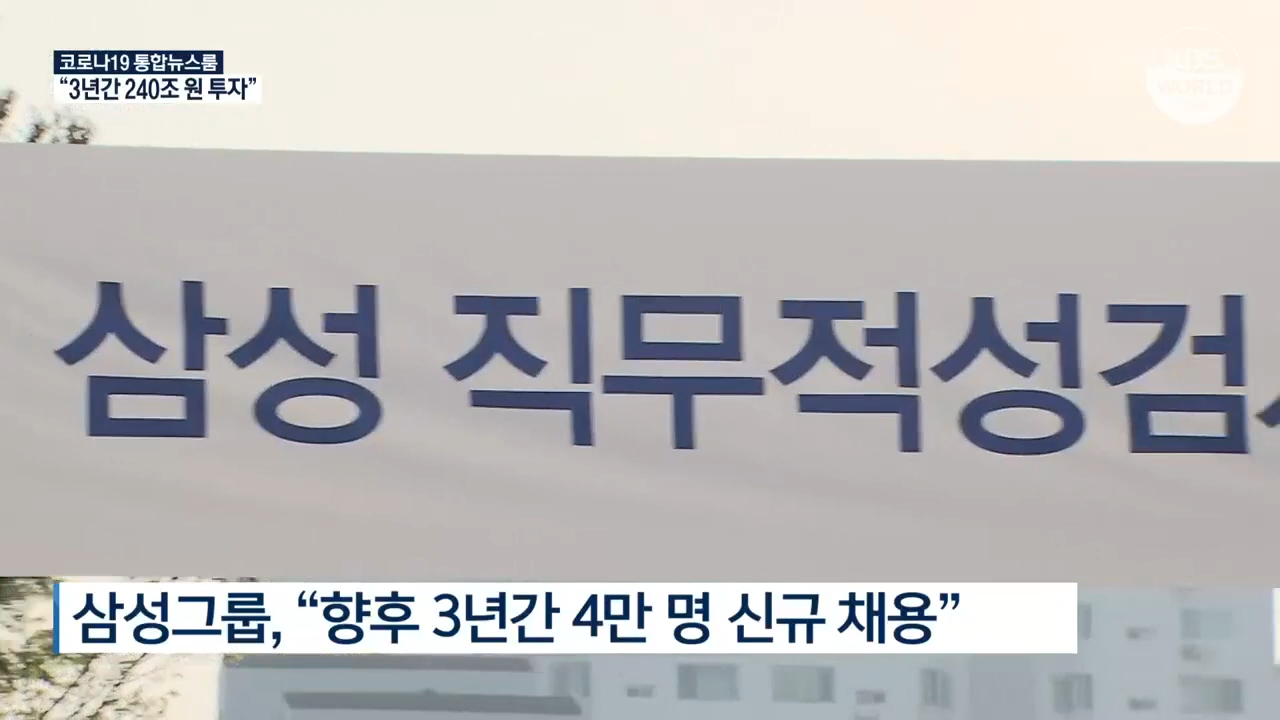 코로나19 통합뉴스룸
“3년간 240조 원 투자”
KBS
WORLD
삼성 직무적성검
삼성그룹, “향후 3년간 4만 명 신규 채용”